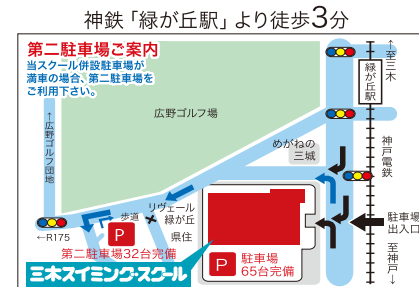 神鉄「緑が丘駅」より徒歩3分
第二駐車場ご案内
当スクール併設駐車場が
満車の場合、第二駐車場を
ご利用下さい。
↑至三木
緑が丘駅
広野ゴルフ場
←広野ゴルフ団地
めがねの
三城
神戸電鉄
リヴェール
緑が丘
歩道
県住
駐車場
出入口
←R175
P
第二駐車場32台完備
P
駐車場
65台完備
至神戸↓
三木スイミング・スクール